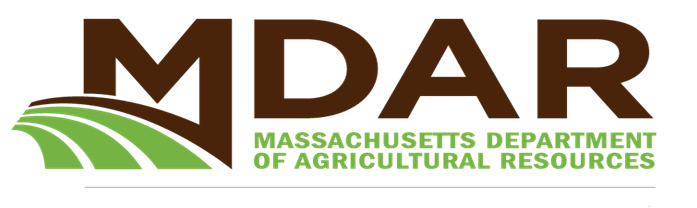 MDAR
MASSACHUSETTS DEPARTMENT
OF AGRICULTURAL RESOURCES